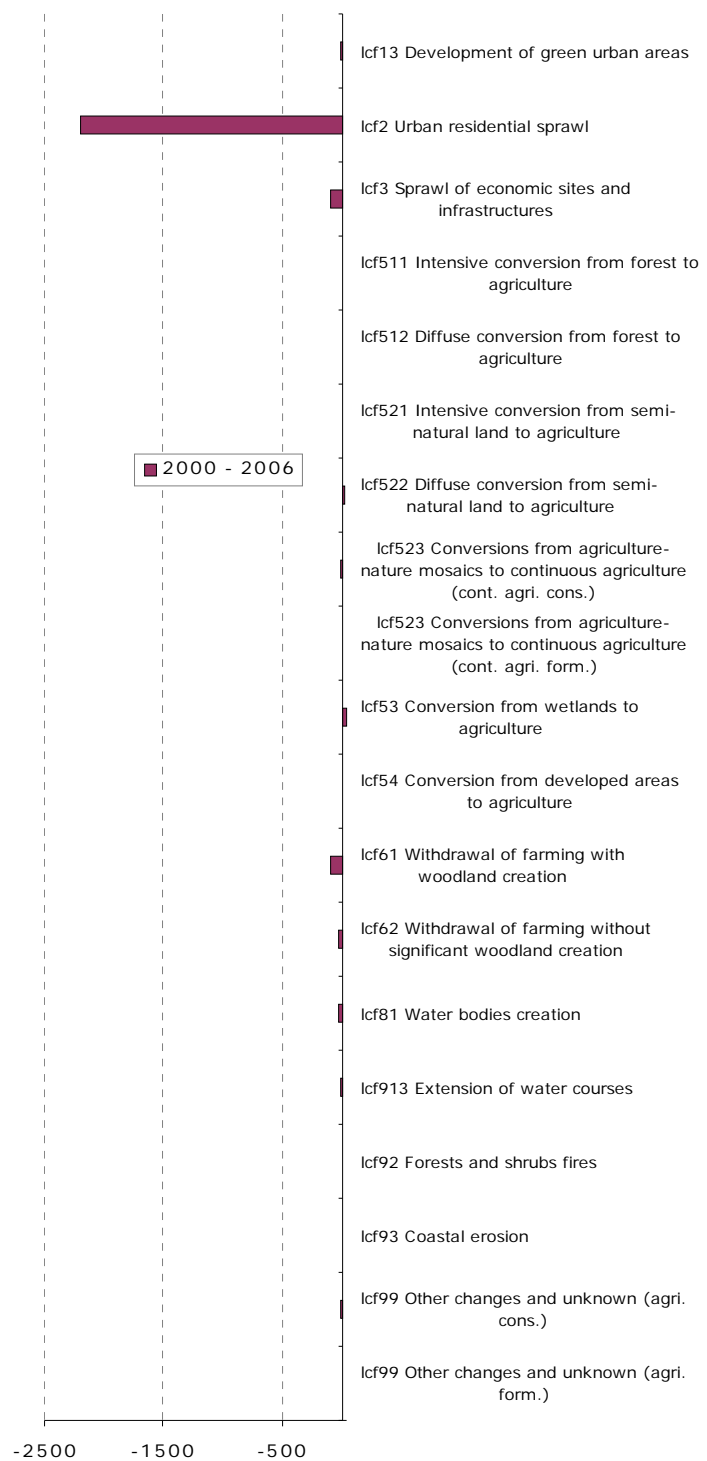 lcf13 Development of green urban areas
lcf2 Urban residential sprawl
lcf3 Sprawl of economic sites and
infrastructures
lcf511 Intensive conversion from forest to
agriculture
lcf512 Diffuse conversion from forest to
agriculture
lcf521 Intensive conversion from semi-
natural land to agriculture
2000 - 2006
lcf522 Diffuse conversion from semi-
natural land to agriculture
lcf523 Conversions from agriculture-
nature mosaics to continuous agriculture
(cont. agri. cons.)
lcf523 Conversions from agriculture-
nature mosaics to continuous agriculture
(cont. agri. form.)
lcf53 Conversion from wetlands to
agriculture
lcf54 Conversion from developed areas
to agriculture
lcf61 Withdrawal of farming with
woodland creation
lcf62 Withdrawal of farming without
significant woodland creation
lcf81 Water bodies creation
lcf913 Extension of water courses
lcf92 Forests and shrubs fires
lcf93 Coastal erosion
lcf99 Other changes and unknown (agri.
cons.)
lcf99 Other changes and unknown (agri.
form.)
-2500 -1500 -500